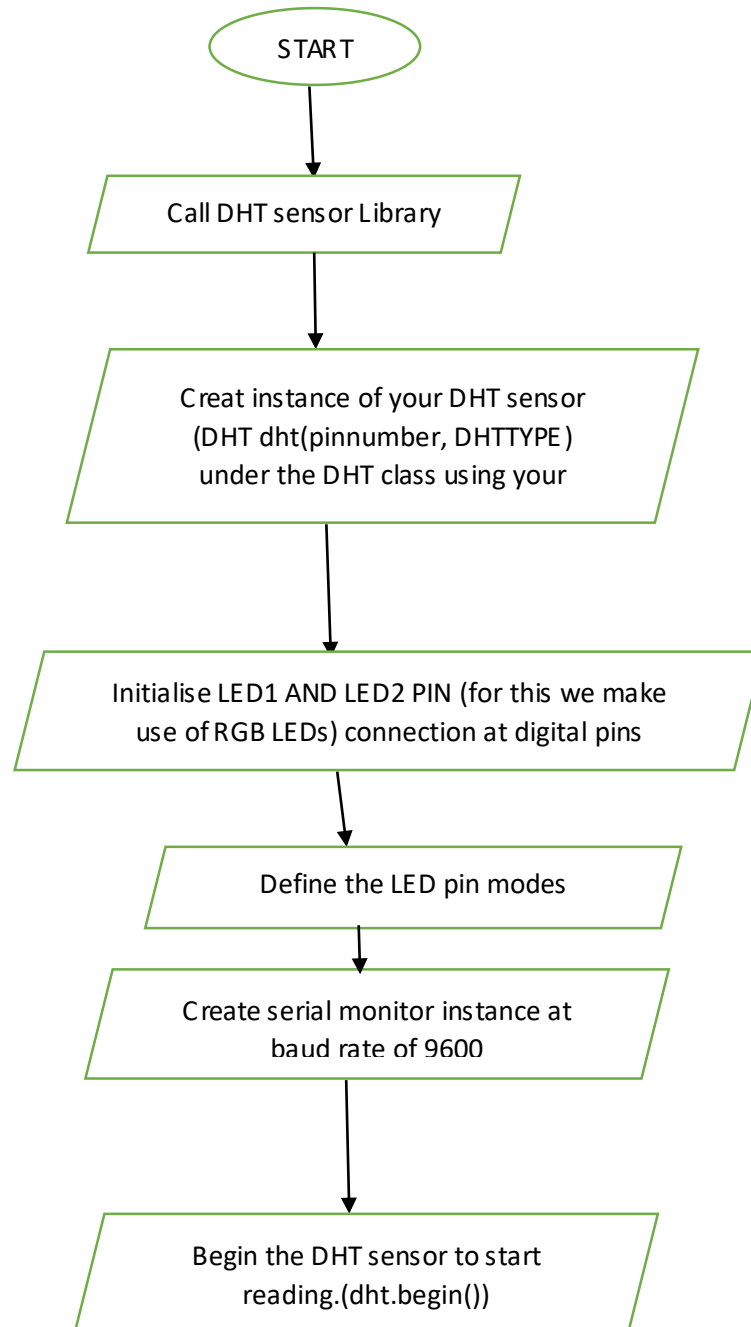 START
Call DHT sensor Library
Creat instance of your DHT sensor
(DHT dht(pinnumber, DHTTYPE)
under the DHT class using your
Initialise LED1 AND LED2 PIN (for this we make
use of RGB LEDs) connection at digital pins
Define the LED pin modes
Create serial monitor instance at
baud rate of 9600
Begin the DHT sensor to start
reading.(dht.begin())